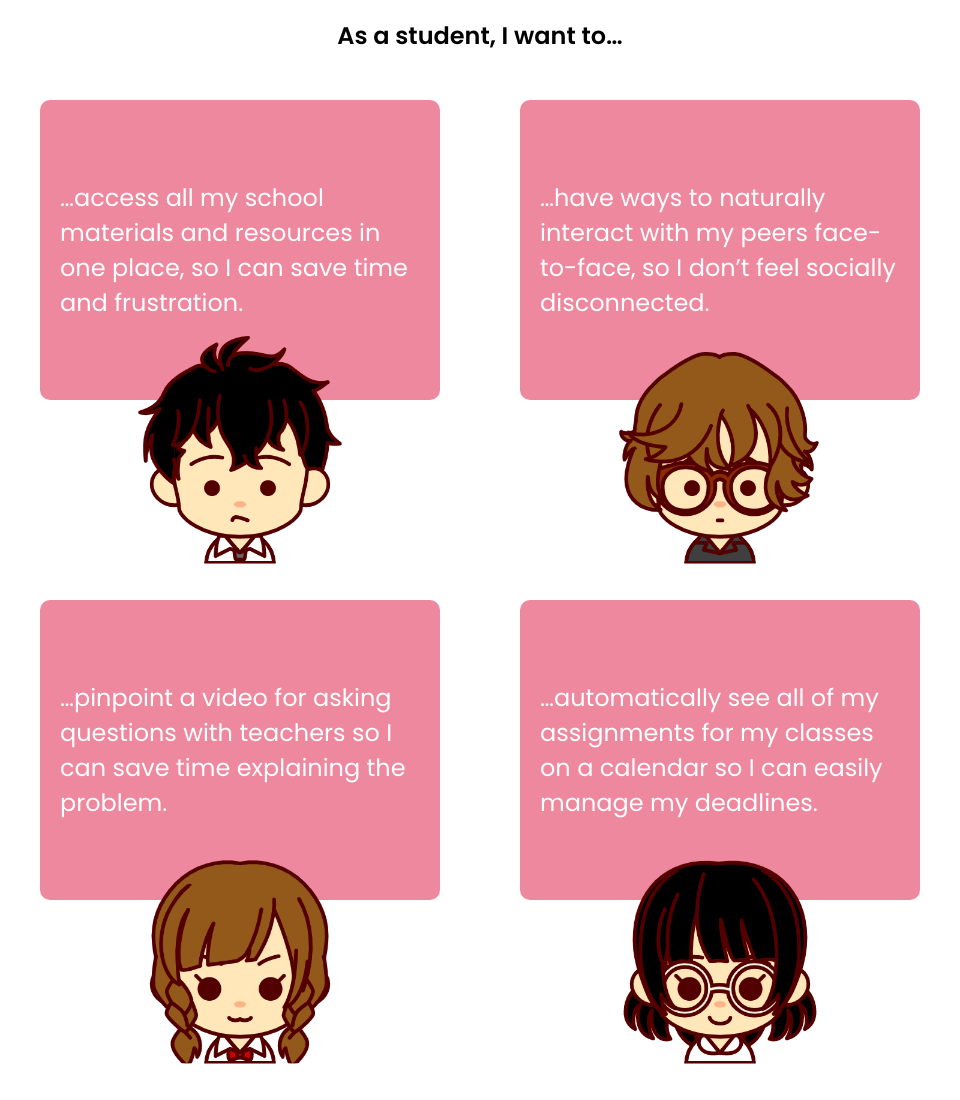 As a student, I want to...
...access all my school
materials and resources in
one place, so I can save time
and frustration.
...have ways to naturally
interact with my peers face-
to-face, so I don’t feel socially
disconnected.
...pinpoint a video for asking
questions with teachers so I
can save time explaining the
problem.
...automatically see all of my
assignments for my classes
on a calendar so I can easily
manage my deadlines.